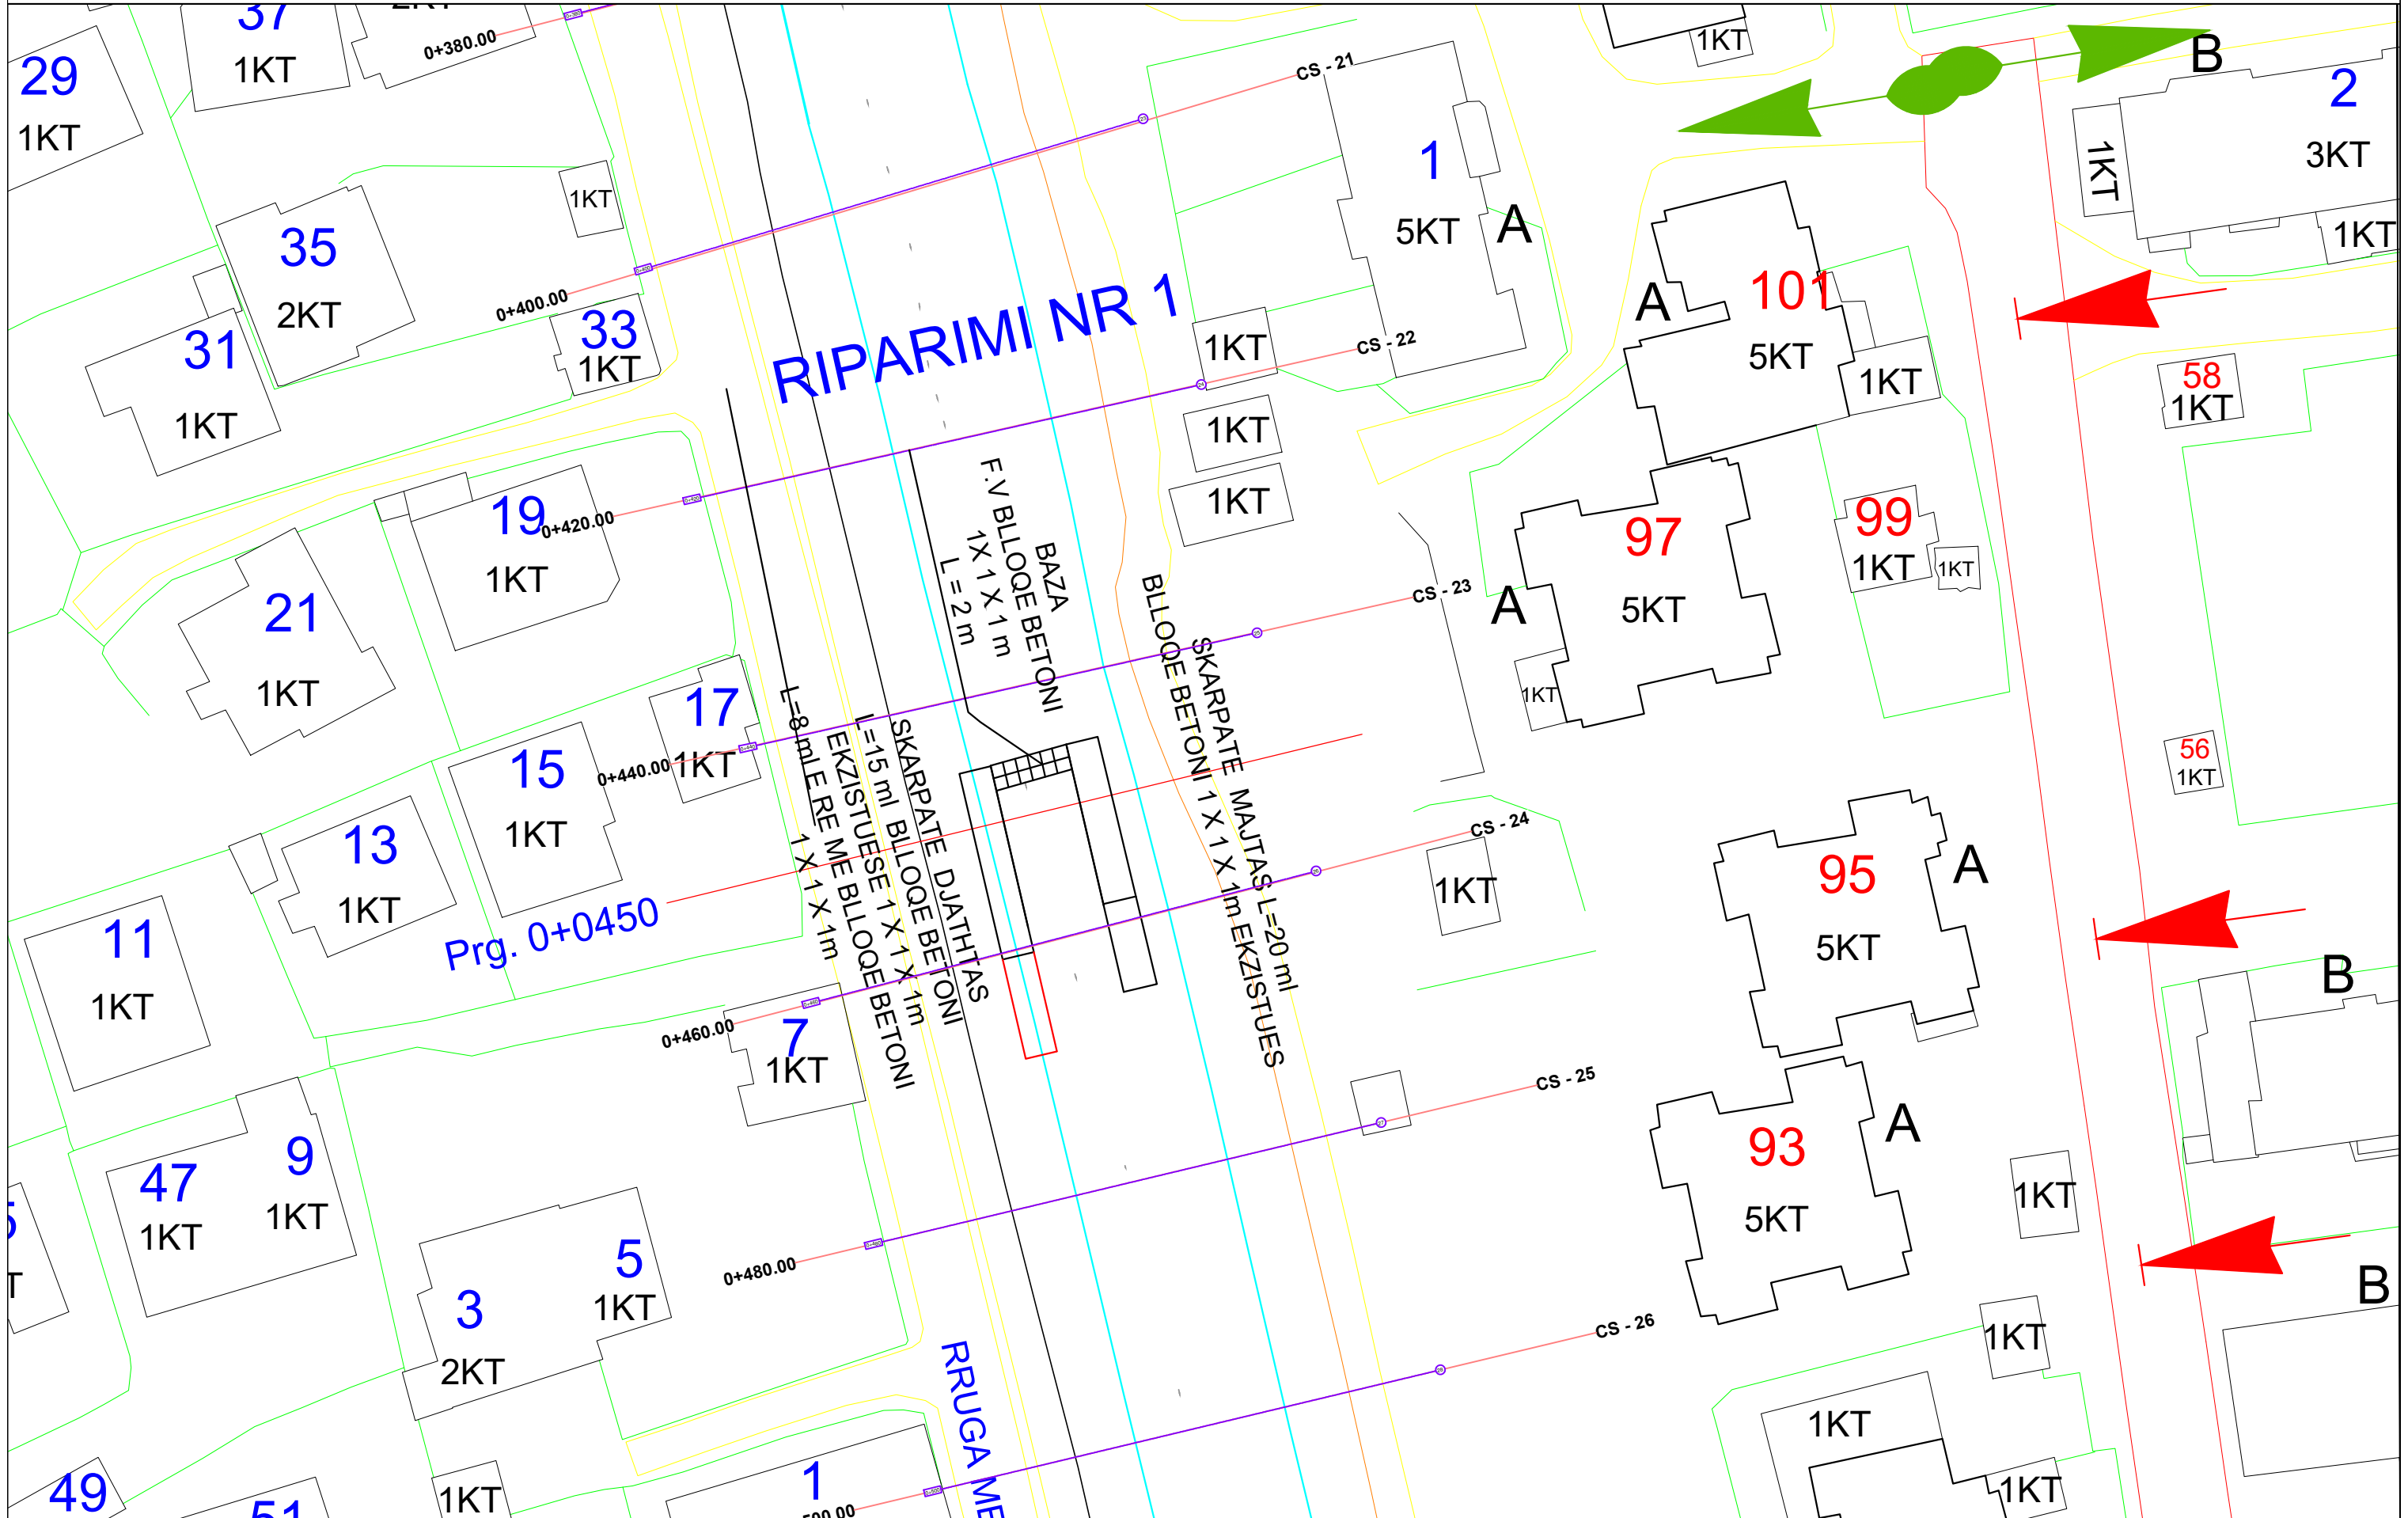 37
1KT
2KT
0+380.00
29
1KT
CS - 21
1KT
B
2
3KT
1KT
1KT
1
5KT
A
1KT
35
2KT
0+400.00
33
1KT
31
1KT
RIPARIMI NR 1
1KT
CS - 22
A
101
5KT
1KT
58
1KT
1KT
1KT
19
0+420.00
1KT
21
1KT
BAZA
F.V BLLOQE BETONI
1X 1 X 1 m
L = 2 m
CS - 23
97
5KT
A
1KT
99
1KT
1KT
56
1KT
17
1KT
0+440.00
15
1KT
13
1KT
11
1KT
Prg. 0+0450
L=8 ml E RE ME BLLOQE BETONI
1 X 1 X 1m
SKARPATE DJATHTAS
L=15 ml BLLOQE BETONI
EKZISTUESE 1 X 1 X 1m
SKARPATE MAJTAS L=20 ml
BLLOQE BETONI 1 X 1 X 1m EKZISTUES
CS - 24
1KT
95
5KT
A
B
0+460.00
7
1KT
CS - 25
93
5KT
A
1KT
B
47
1KT
9
1KT
5
1KT
3
2KT
0+480.00
CS - 26
1KT
1KT
1KT
RRUGA ME
49
51
1KT
1
500.00